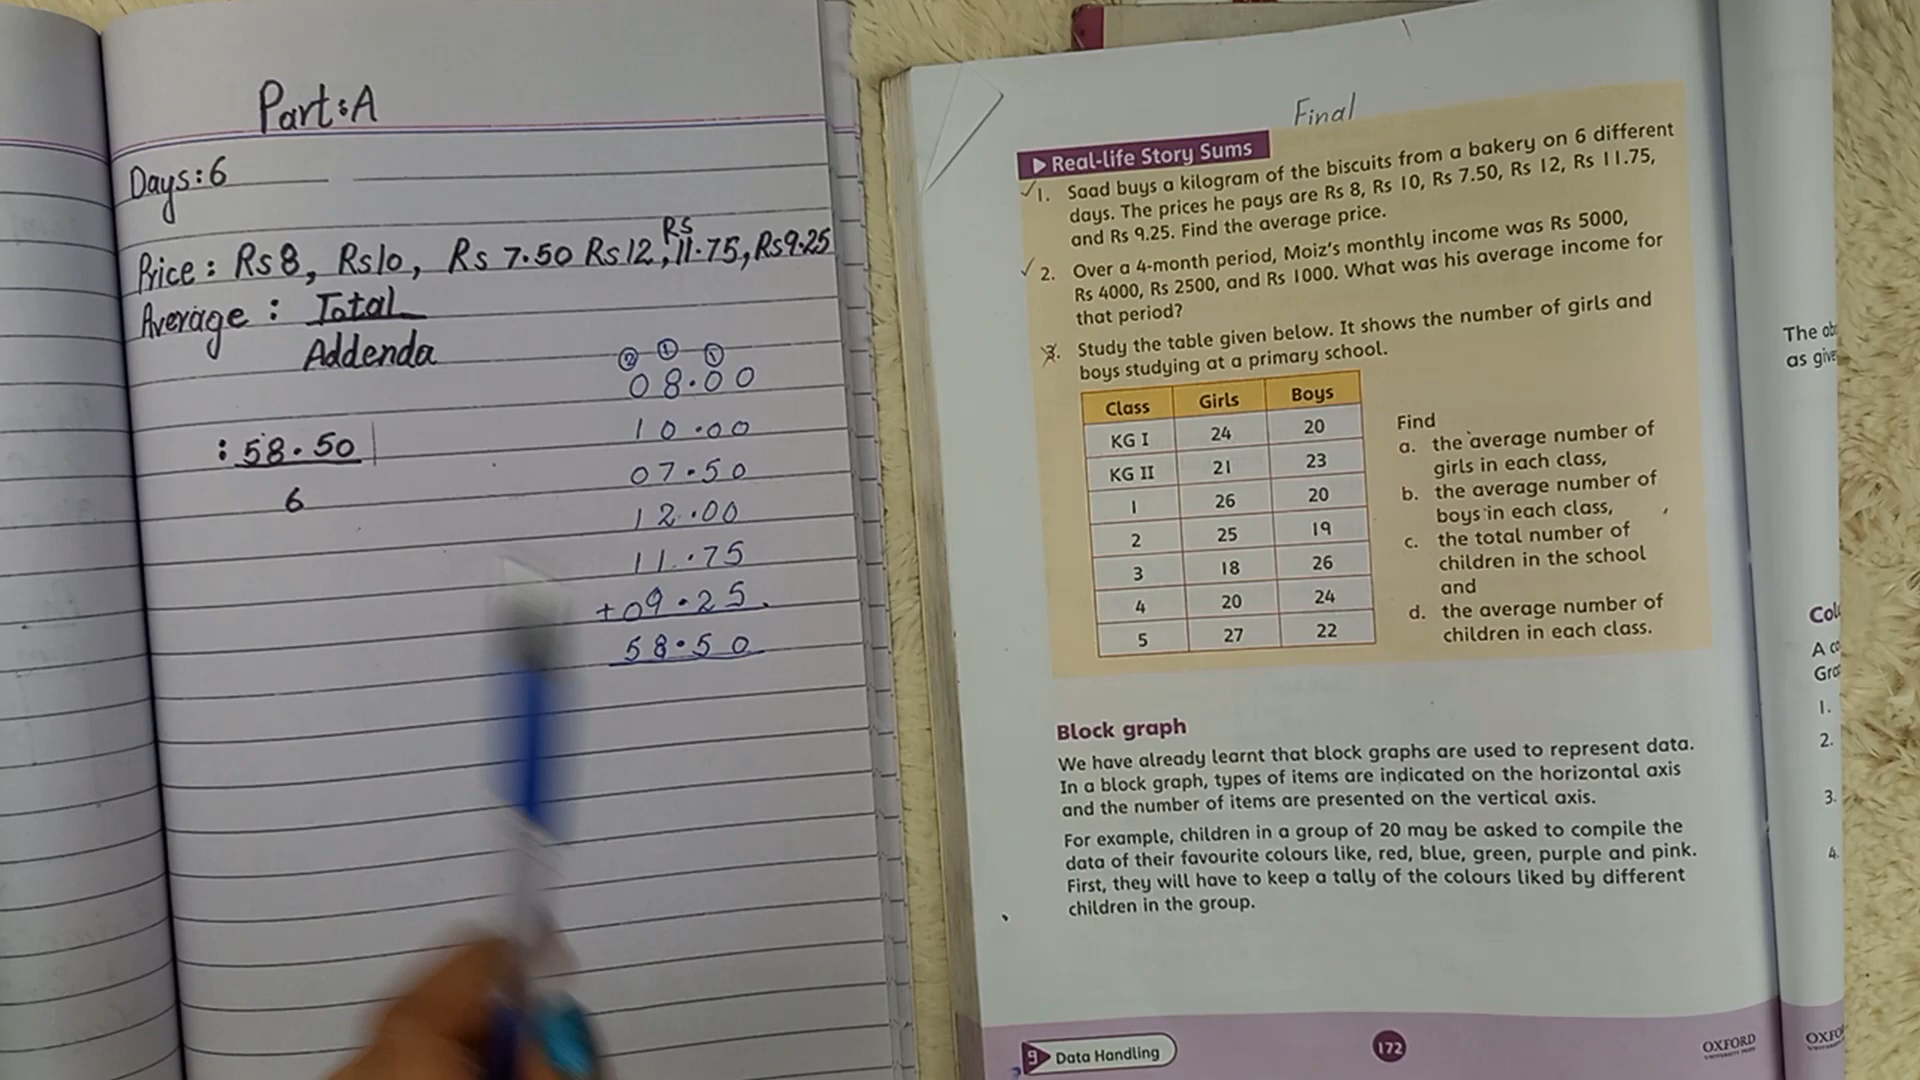 Part:A
Days:6
Price: Rs8, Rs10, Rs 7.50 Rs12, Rs 11.75, Rs9.25
Average: Total
Addenda
: 58.50
6
② ① ①
08.00
10.00
07.50
12.00
11.75
+09.25
58.50
Final
Real-life Story Sums
1. Saad buys a kilogram of the biscuits from a bakery on 6 different
days. The prices he pays are Rs 8, Rs 10, Rs 7.50, Rs 12, Rs 11.75,
and Rs 9.25. Find the average price.
2. Over a 4-month period, Moiz's monthly income was Rs 5000,
Rs 4000, Rs 2500, and Rs 1000. What was his average income for
that period?
3. Study the table given below. It shows the number of girls and
boys studying at a primary school.
Class Girls Boys
KG I 24 20
KG II 21 23
1 26 20
2 25 19
3 18 26
4 20 24
5 27 22
Find
a. the average number of
girls in each class,
b. the average number of
boys in each class,
c. the total number of
children in the school
and
d. the average number of
children in each class.
Block graph
We have already learnt that block graphs are used to represent data.
In a block graph, types of items are indicated on the horizontal axis
and the number of items are presented on the vertical axis.
For example, children in a group of 20 may be asked to compile the
data of their favourite colours like, red, blue, green, purple and pink.
First, they will have to keep a tally of the colours liked by different
children in the group.
9 Data Handling
172
OXFORD
UNIVERSITY PRESS
The
as
A
1.
2.
3.
4.